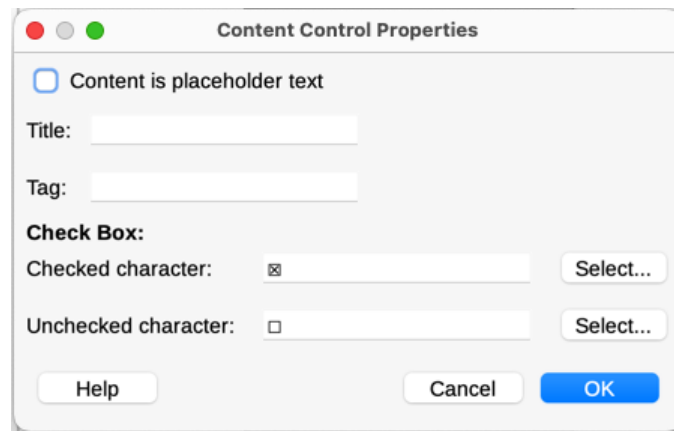 Content Control Properties
Content is placeholder text
Title:
Tag:
Check Box:
Checked character: ☒ Select...
Unchecked character: ☐ Select...
Help Cancel OK